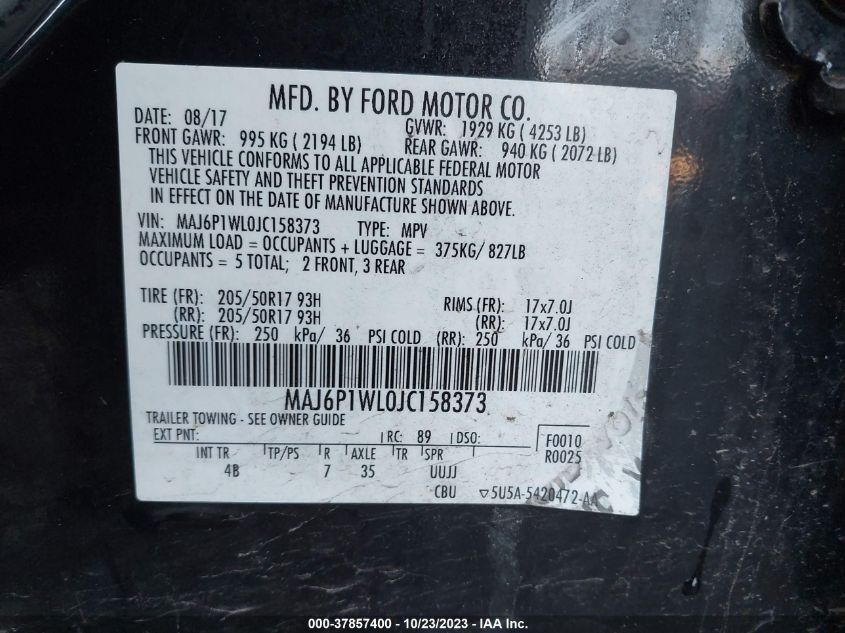 MFD. BY FORD MOTOR CO.
DATE: 08/17 GVWR: 1929 KG ( 4253 LB)
FRONT GAWR: 995 KG ( 2194 LB) REAR GAWR: 940 KG ( 2072 LB)
THIS VEHICLE CONFORMS TO ALL APPLICABLE FEDERAL MOTOR
VEHICLE SAFETY AND THEFT PREVENTION STANDARDS
IN EFFECT ON THE DATE OF MANUFACTURE SHOWN ABOVE.
VIN: MAJ6P1WL0JC158373 TYPE: MPV
MAXIMUM LOAD = OCCUPANTS + LUGGAGE = 375KG/ 827LB
OCCUPANTS = 5 TOTAL; 2 FRONT, 3 REAR
TIRE (FR): 205/50R17 93H RIMS (FR): 17x7.0J
(RR): 205/50R17 93H (RR): 17x7.0J
PRESSURE (FR): 250 kPa/ 36 PSI COLD (RR): 250 kPa/ 36 PSI COLD
MAJ6P1WL0JC158373
TRAILER TOWING - SEE OWNER GUIDE
EXT PNT: RC: 89 DSO: F0010
INT TR TP/PS R AXLE TR SPR R0025
4B 7 35 UUJJ
CBU 5U5A-5420472-AA
000-37857400 - 10/23/2023 - IAA Inc.